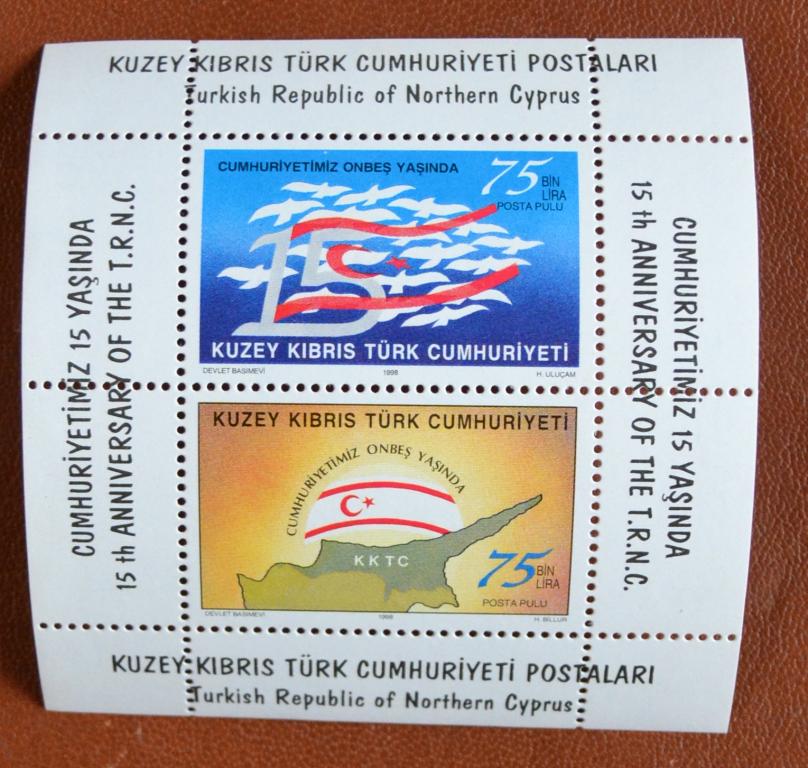 KUZEY KIBRIS TÜRK CUMHURİYETİ POSTALARI
Turkish Republic of Northern Cyprus
CUMHURİYETİMİZ 15 YAŞINDA
15 th ANNIVERSARY OF THE T.R.N.C.
CUMHURİYETİMİZ ONBEŞ YAŞINDA
75 BİN
LİRA
POSTA PULU
15
KUZEY KIBRIS TÜRK CUMHURİYETİ
DEVLET BASIMEVİ 1998 H. ULUÇAM
KUZEY KIBRIS TÜRK CUMHURİYETİ
CUMHURİYETİMİZ ONBEŞ YAŞINDA
KKTC
75 BİN
LİRA
POSTA PULU
DEVLET BASIMEVİ 1998 H. BİLLUR
CUMHURİYETİMİZ 15 YAŞINDA
15 th ANNIVERSARY OF THE T.R.N.C.
KUZEY KIBRIS TÜRK CUMHURİYETİ POSTALARI
Turkish Republic of Northern Cyprus